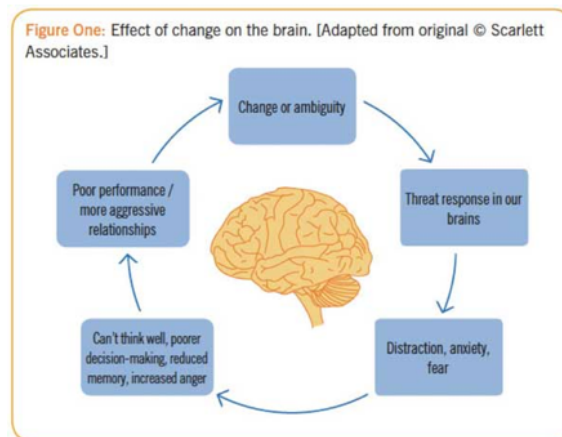 Figure One: Effect of change on the brain. [Adapted from original © Scarlett
Associates.]
Change or ambiguity
Threat response in our
brains
Distraction, anxiety,
fear
Can't think well, poorer
decision-making, reduced
memory, increased anger
Poor performance /
more aggressive
relationships